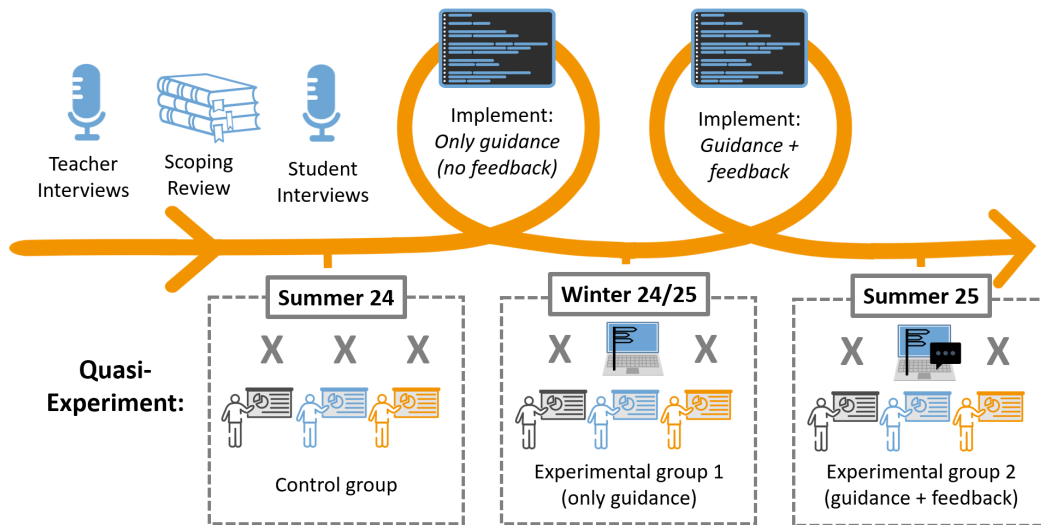 Teacher
Interviews
Scoping
Review
Student
Interviews
Implement:
Only guidance
(no feedback)
Implement:
Guidance +
feedback
Quasi-
Experiment:
Summer 24
X X X
Control group
Winter 24/25
X X
Experimental group 1
(only guidance)
Summer 25
X X
Experimental group 2
(guidance + feedback)